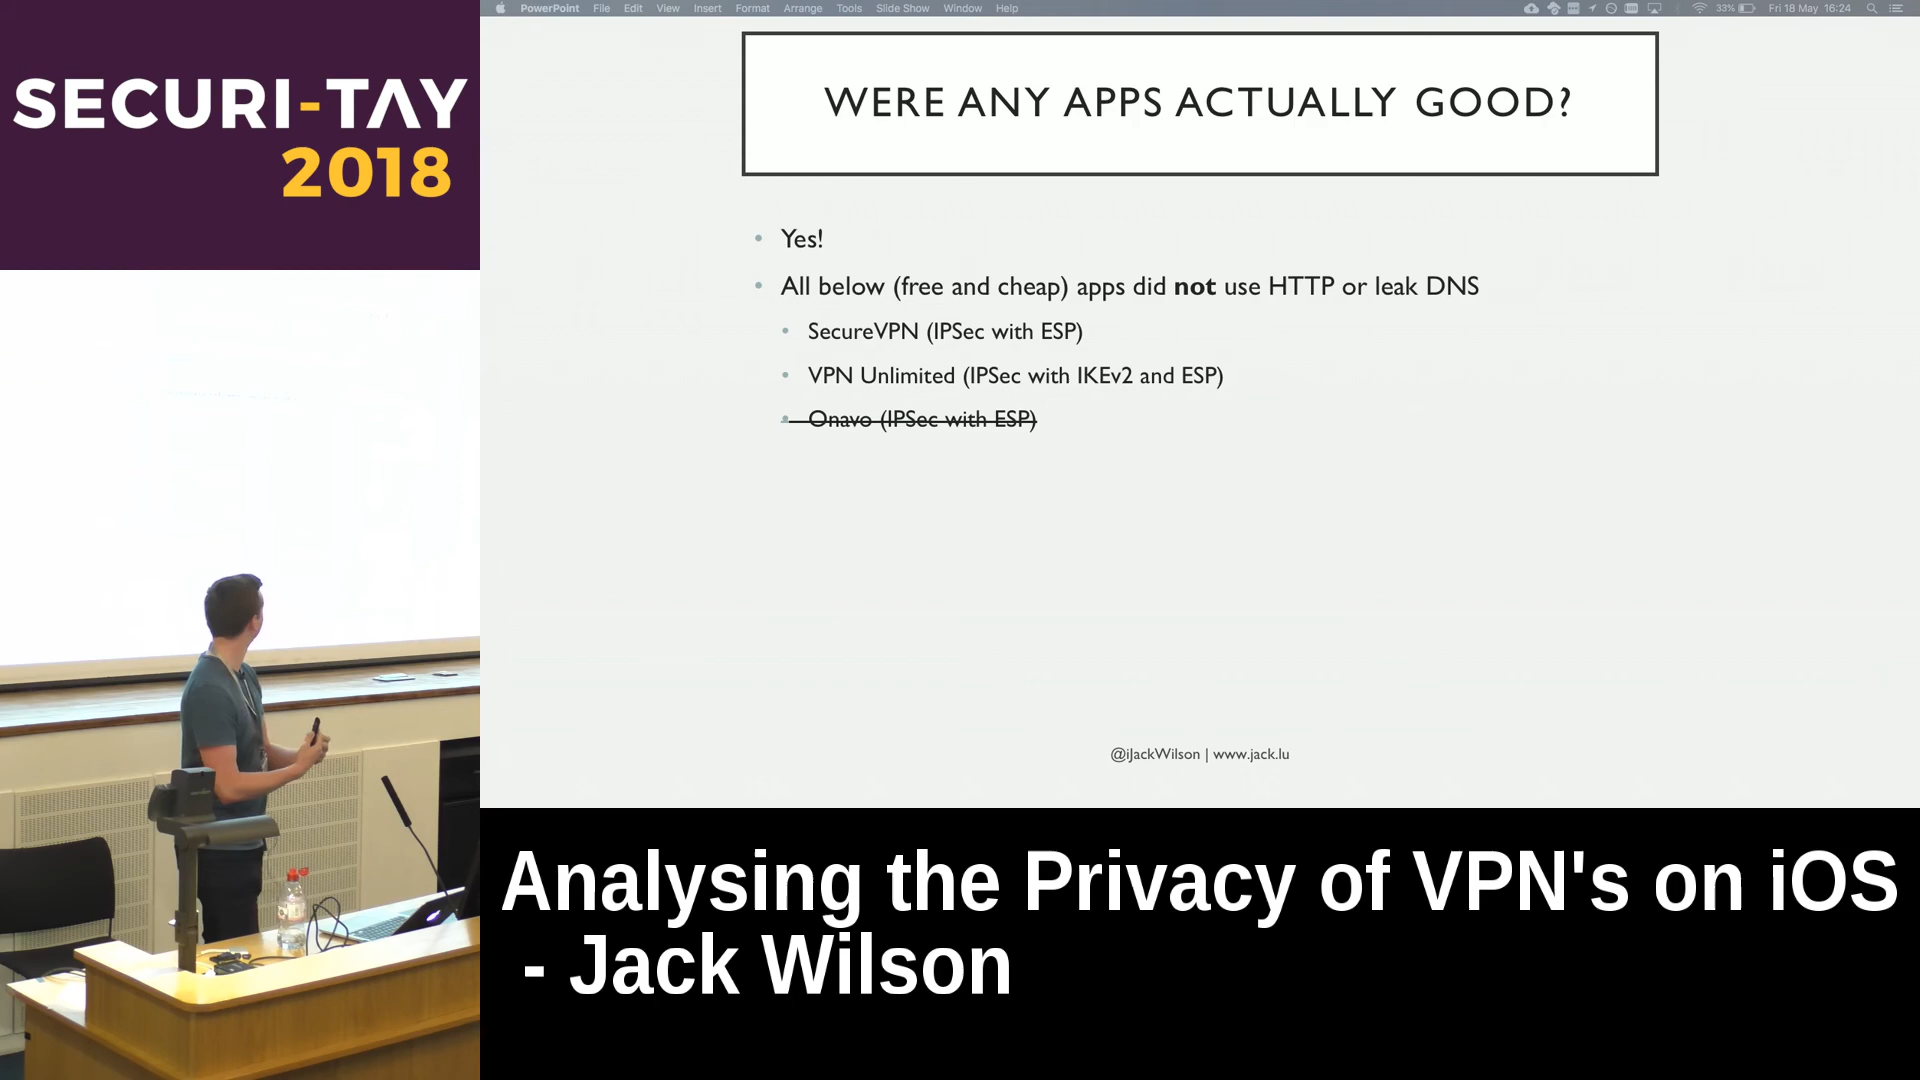 SECURI-TAY
2018
PowerPoint File Edit View Insert Format Arrange Tools Slide Show Window Help 33% Fri 18 May 16:24
WERE ANY APPS ACTUALLY GOOD?
• Yes!
• All below (free and cheap) apps did not use HTTP or leak DNS
• SecureVPN (IPSec with ESP)
• VPN Unlimited (IPSec with IKEv2 and ESP)
• Onavo (IPSec with ESP)
@iJackWilson | www.jack.lu
Analysing the Privacy of VPN's on iOS
- Jack Wilson